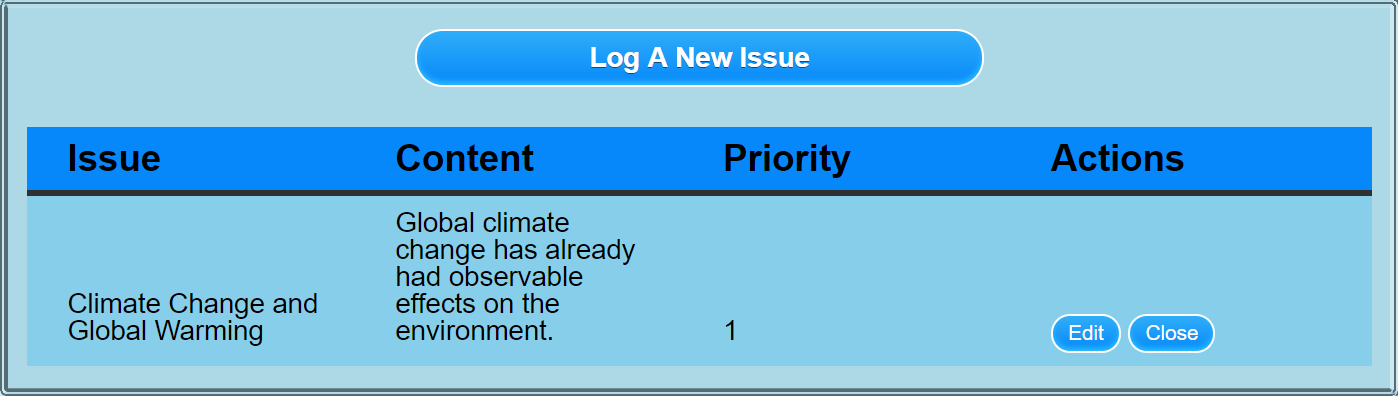 Log A New Issue
Issue Content Priority Actions
Climate Change and
Global Warming
Global climate
change has already
had observable
effects on the
environment.
1
Edit Close